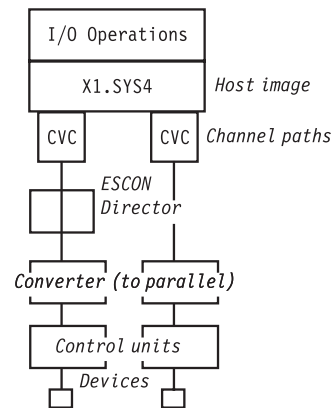 I/O Operations
X1.SYS4
Host image
CVC
CVC
Channel paths
ESCON
Director
Converter (to parallel)
Control units
Devices